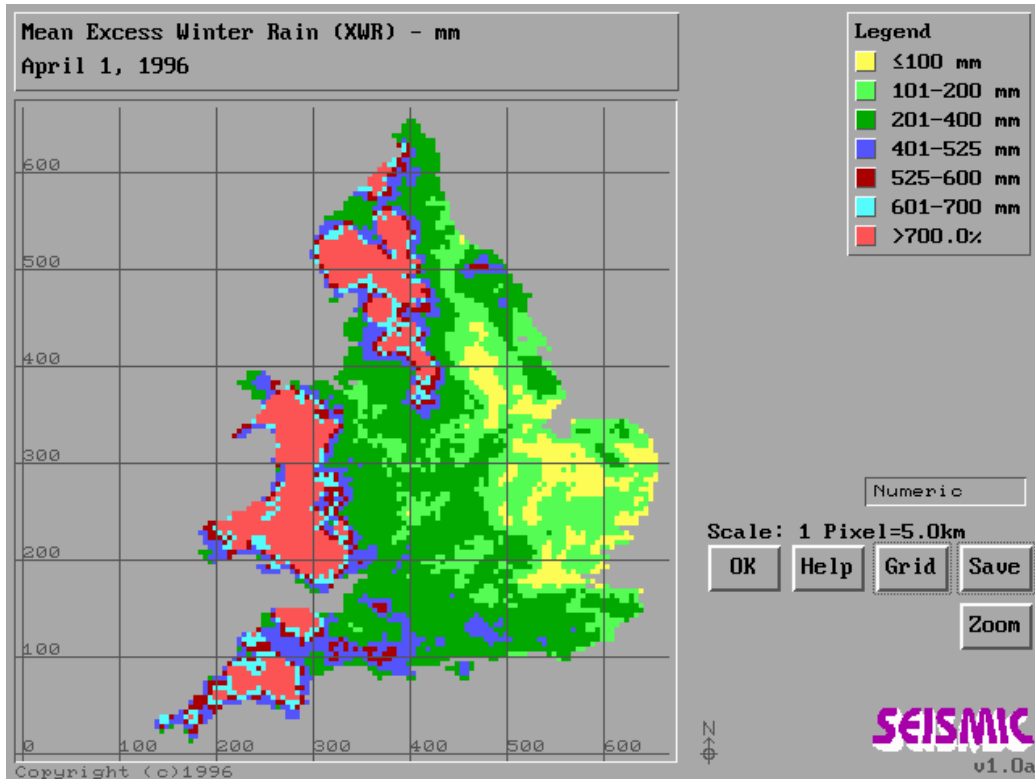 Mean Excess Winter Rain (XWR) - mm
April 1, 1996
Legend
≤100 mm
101-200 mm
201-400 mm
401-525 mm
525-600 mm
601-700 mm
>700.0%
600
500
400
300
200
100
0 100 200 300 400 500 600
Numeric
Scale: 1 Pixel=5.0km
OK Help Grid Save
Zoom
N
SEISMIC
v1.0a
Copyright (c)1996